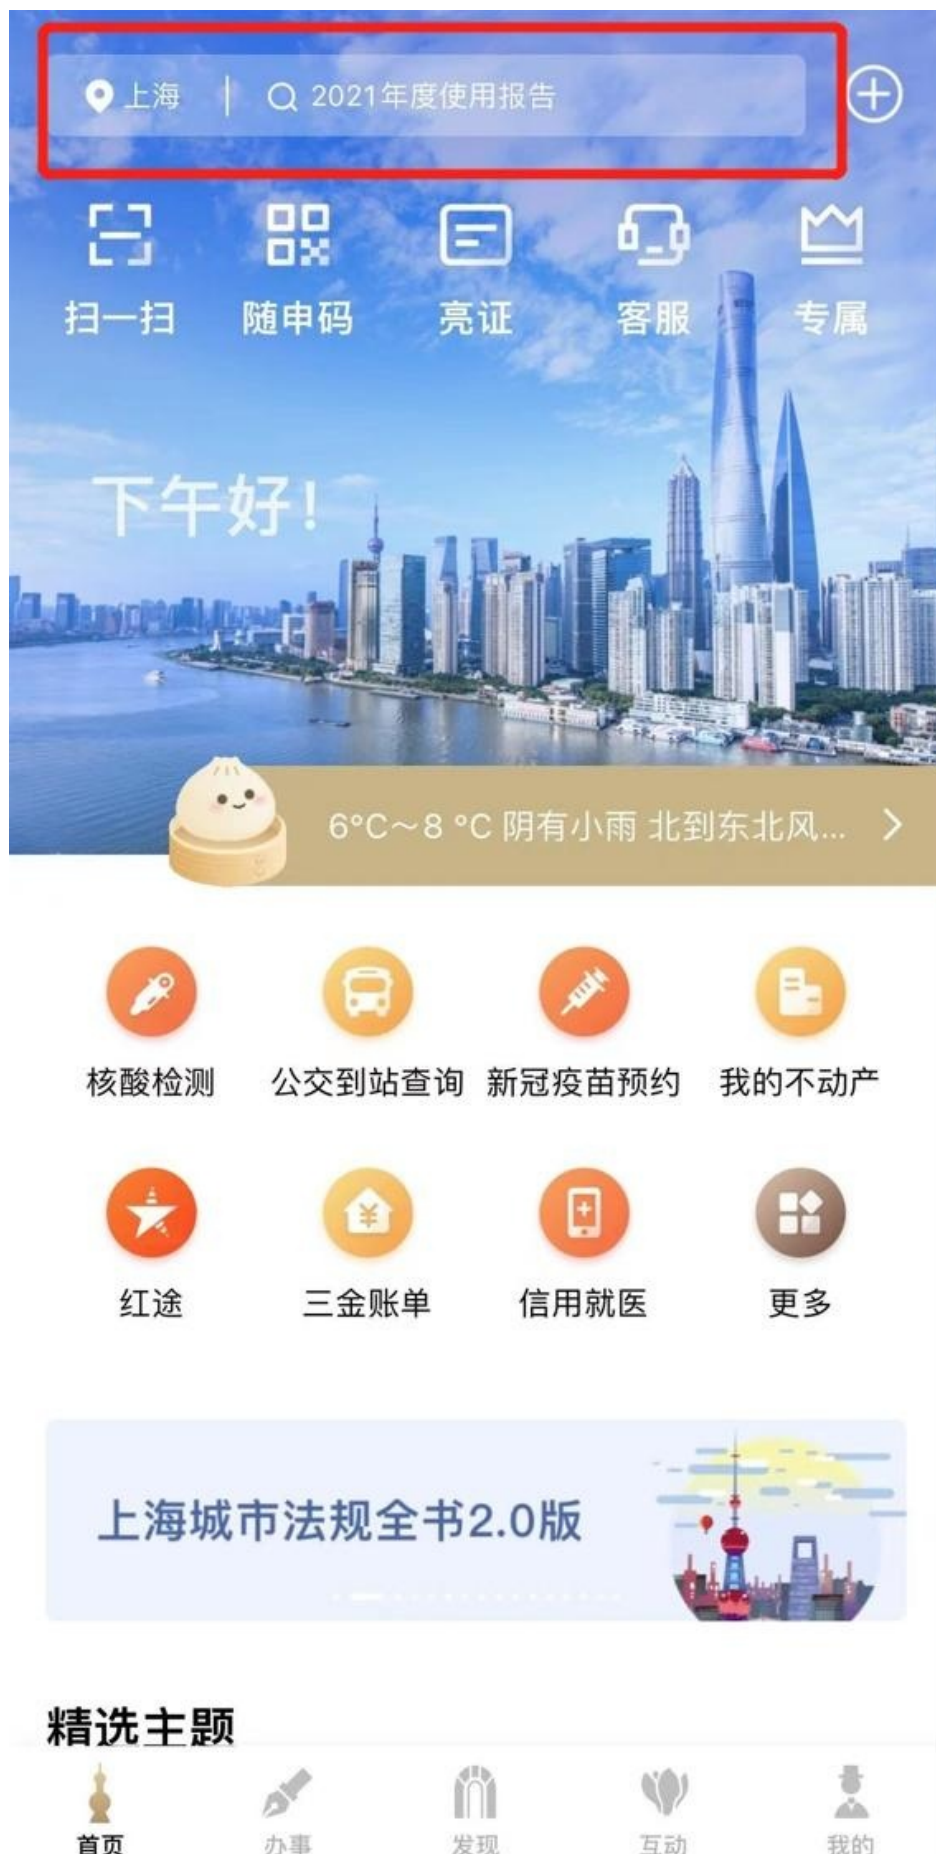 上海 | 2021年度使用报告
扫一扫 随申码 亮证 客服 专属
下午好!
6°C~8 °C 阴有小雨 北到东北风...
核酸检测 公交到站查询 新冠疫苗预约 我的不动产
红途 三金账单 信用就医 更多
上海城市法规全书2.0版
精选主题
首页 办事 发现 互动 我的